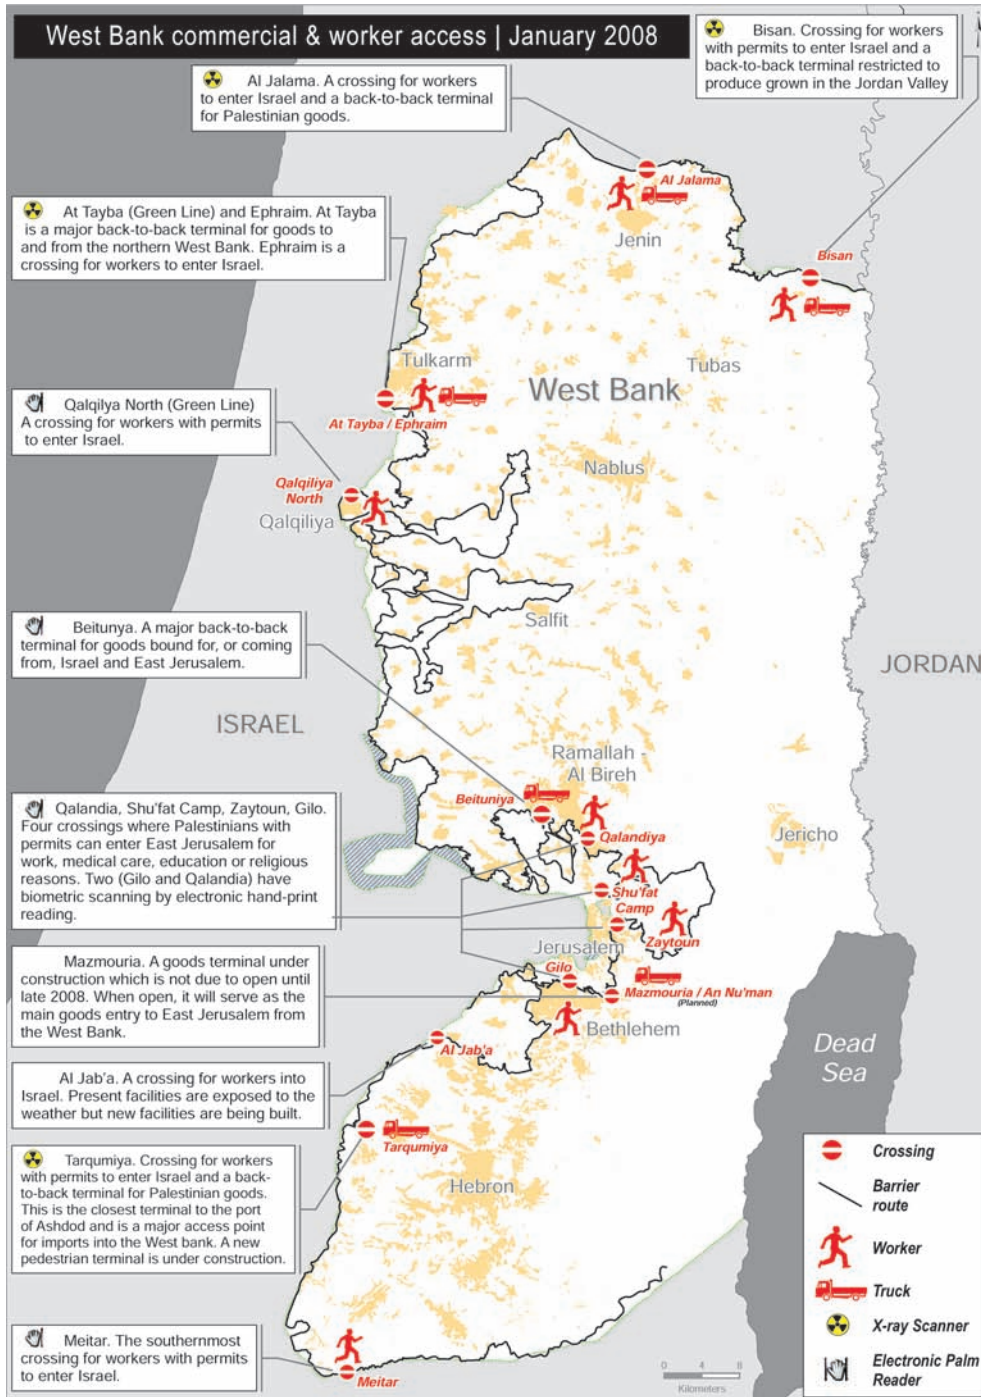 West Bank commercial & worker access | January 2008
Bisan. Crossing for workers
with permits to enter Israel and a
back-to-back terminal restricted to
produce grown in the Jordan Valley
Al Jalama. A crossing for workers
to enter Israel and a back-to-back terminal
for Palestinian goods.
Al Jalama
Jenin
At Tayba (Green Line) and Ephraim. At Tayba
is a major back-to-back terminal for goods to
and from the northern West Bank. Ephraim is a
crossing for workers to enter Israel.
Bisan
Tulkarm
Tubas
West Bank
At Tayba / Ephraim
Qalqilya North (Green Line)
A crossing for workers with permits
to enter Israel.
Nablus
Qalqiliya
North
Qalqiliya
Salfit
Beitunya. A major back-to-back
terminal for goods bound for, or coming
from, Israel and East Jerusalem.
JORDAN
ISRAEL
Ramallah -
Al Bireh
Beituniya
Qalandiya
Jericho
Qalandia, Shu'fat Camp, Zaytoun, Gilo.
Four crossings where Palestinians with
permits can enter East Jerusalem for
work, medical care, education or religious
reasons. Two (Gilo and Qalandia) have
biometric scanning by electronic hand-print
reading.
Shu'fat
Camp
Zaytoun
Jerusalem
Gilo
Mazmouria. A goods terminal under
construction which is not due to open until
late 2008. When open, it will serve as the
main goods entry to East Jerusalem from
the West Bank.
Mazmouria / An Nu'man
(Planned)
Bethlehem
Al Jab'a
Dead
Sea
Al Jab'a. A crossing for workers into
Israel. Present facilities are exposed to the
weather but new facilities are being built.
Tarqumiya
Tarqumiya. Crossing for workers
with permits to enter Israel and a back-
to-back terminal for Palestinian goods.
This is the closest terminal to the port
of Ashdod and is a major access point
for imports into the West bank. A new
pedestrian terminal is under construction.
Hebron
Crossing
Barrier
route
Worker
Truck
X-ray Scanner
Electronic Palm
Reader
Meitar. The southernmost
crossing for workers with permits
to enter Israel.
Meitar
0 4 8
Kilometers